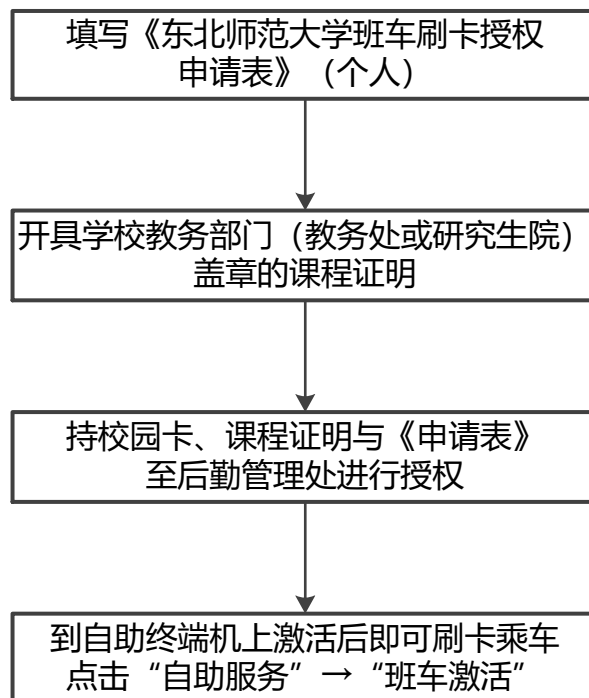 填写《东北师范大学班车刷卡授权
申请表》（个人）
开具学校教务部门（教务处或研究生院）
盖章的课程证明
持校园卡、课程证明与《申请表》
至后勤管理处进行授权
到自助终端机上激活后即可刷卡乘车
点击“自助服务”→“班车激活”